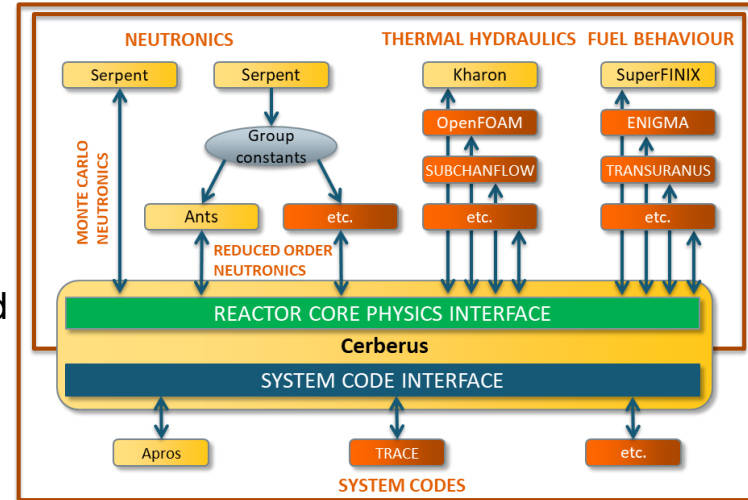 NEUTRONICS
THERMAL HYDRAULICS
FUEL BEHAVIOUR
Serpent
Serpent
Kharon
SuperFINIX
OpenFOAM
ENIGMA
Group
constants
SUBCHANFLOW
TRANSURANUS
MONTE CARLO
NEUTRONICS
Ants
etc.
etc.
etc.
REDUCED ORDER
NEUTRONICS
d
REACTOR CORE PHYSICS INTERFACE
Cerberus
SYSTEM CODE INTERFACE
Apros
TRACE
etc.
SYSTEM CODES